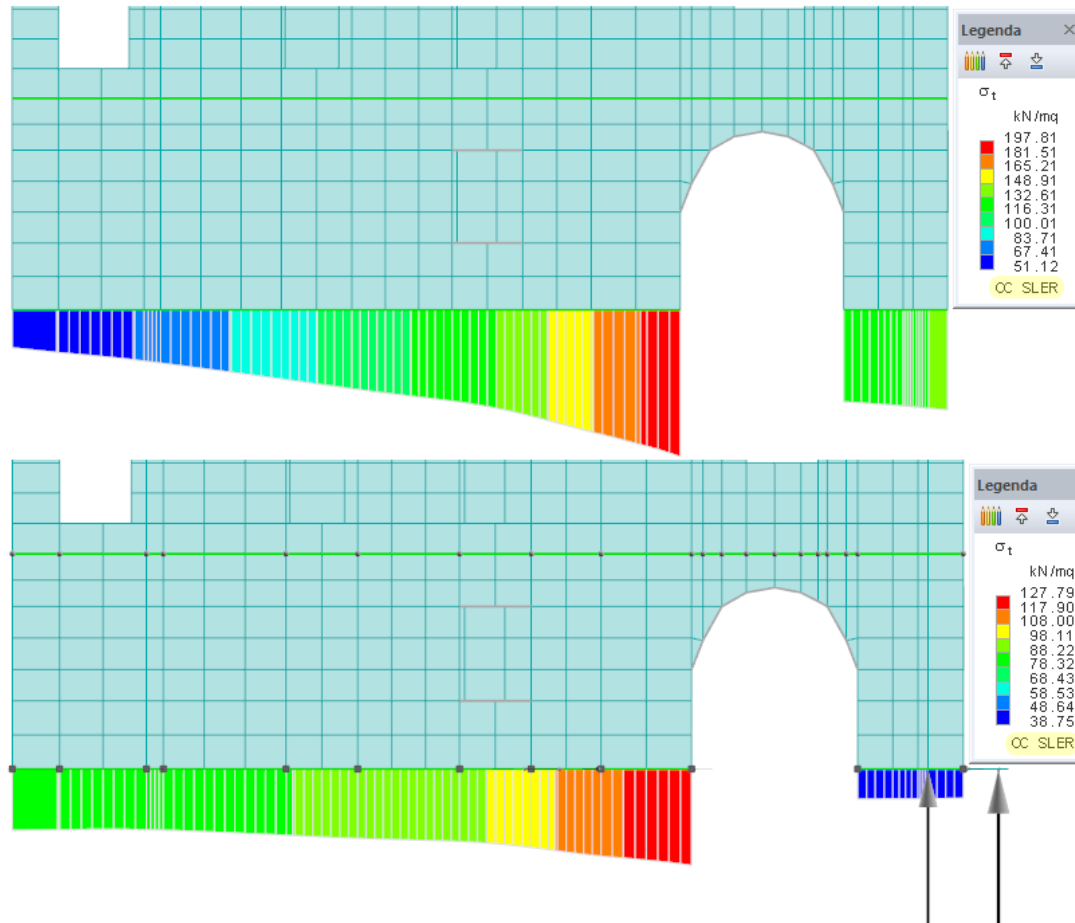 Legenda
σt
kN/mq
197.81
181.51
165.21
148.91
132.61
116.31
100.01
83.71
67.41
51.12
CC SLER
Legenda
σt
kN/mq
127.79
117.90
108.00
98.11
88.22
78.32
68.43
58.53
48.64
38.75
CC SLER